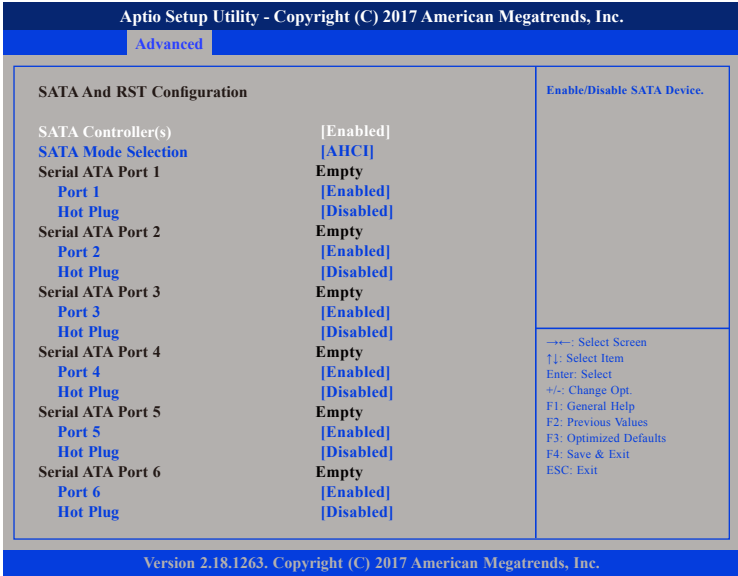 Aptio Setup Utility - Copyright (C) 2017 American Megatrends, Inc.
Advanced
SATA And RST Configuration
SATA Controller(s) [Enabled]
SATA Mode Selection [AHCI]
Serial ATA Port 1 Empty
Port 1 [Enabled]
Hot Plug [Disabled]
Serial ATA Port 2 Empty
Port 2 [Enabled]
Hot Plug [Disabled]
Serial ATA Port 3 Empty
Port 3 [Enabled]
Hot Plug [Disabled]
Serial ATA Port 4 Empty
Port 4 [Enabled]
Hot Plug [Disabled]
Serial ATA Port 5 Empty
Port 5 [Enabled]
Hot Plug [Disabled]
Serial ATA Port 6 Empty
Port 6 [Enabled]
Hot Plug [Disabled]
Enable/Disable SATA Device.
→←: Select Screen
↑↓: Select Item
Enter: Select
+/-: Change Opt.
F1: General Help
F2: Previous Values
F3: Optimized Defaults
F4: Save & Exit
ESC: Exit
Version 2.18.1263. Copyright (C) 2017 American Megatrends, Inc.